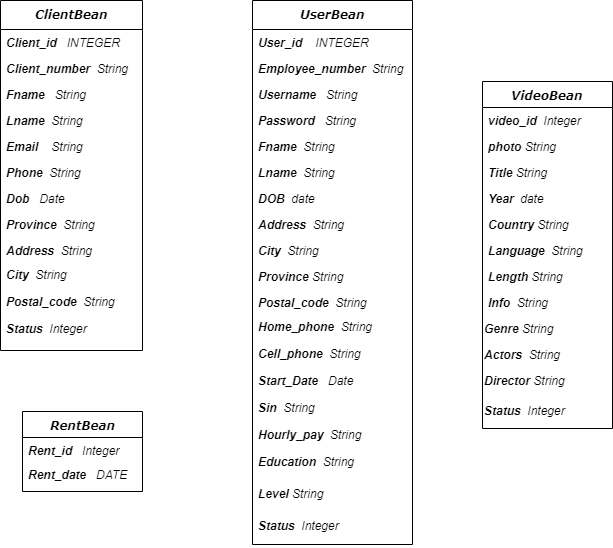 ClientBean
Client_id INTEGER
Client_number String
Fname String
Lname String
Email String
Phone String
Dob Date
Province String
Address String
City String
Postal_code String
Status Integer
RentBean
Rent_id Integer
Rent_date DATE
UserBean
User_id INTEGER
Employee_number String
Username String
Password String
Fname String
Lname String
DOB date
Address String
City String
Province String
Postal_code String
Home_phone String
Cell_phone String
Start_Date Date
Sin String
Hourly_pay String
Education String
Level String
Status Integer
VideoBean
video_id Integer
photo String
Title String
Year date
Country String
Language String
Length String
Info String
Genre String
Actors String
Director String
Status Integer